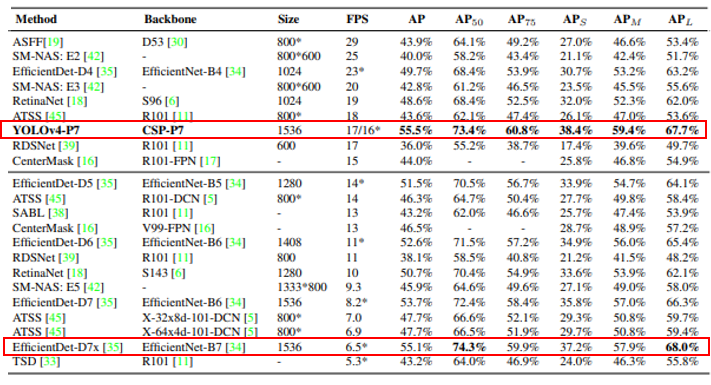 Method Backbone Size FPS AP AP50 AP75 APS APM APL
ASFF[19] D53 [30] 800* 29 43.9% 64.1% 49.2% 27.0% 46.6% 53.4%
SM-NAS: E2 [42] - 800*600 25 40.0% 58.2% 43.4% 21.1% 42.4% 51.7%
EfficientDet-D4 [35] EfficientNet-B4 [34] 1024 23* 49.7% 68.4% 53.9% 30.7% 53.2% 63.2%
SM-NAS: E3 [42] - 800*600 20 42.8% 61.2% 46.5% 23.5% 45.5% 55.6%
RetinaNet [18] S96 [6] 1024 19 48.6% 68.4% 52.5% 32.0% 52.3% 62.0%
ATSS [45] R101 [11] 800* 18 43.6% 62.1% 47.4% 26.1% 47.0% 53.6%
YOLOv4-P7 CSP-P7 1536 17/16* 55.5% 73.4% 60.8% 38.4% 59.4% 67.7%
RDSNet [39] R101 [11] 600 17 36.0% 55.2% 38.7% 17.4% 39.6% 49.7%
CenterMask [16] R101-FPN [17] - 15 44.0% - - 25.8% 46.8% 54.9%
EfficientDet-D5 [35] EfficientNet-B5 [34] 1280 14* 51.5% 70.5% 56.7% 33.9% 54.7% 64.1%
ATSS [45] R101-DCN [5] 800* 14 46.3% 64.7% 50.4% 27.7% 49.8% 58.4%
SABL [38] R101 [11] - 13 43.2% 62.0% 46.6% 25.7% 47.4% 53.9%
CenterMask [16] V99-FPN [16] - 13 46.5% - - 28.7% 48.9% 57.2%
EfficientDet-D6 [35] EfficientNet-B6 [34] 1408 11* 52.6% 71.5% 57.2% 34.9% 56.0% 65.4%
RDSNet [39] R101 [11] 800 11 38.1% 58.5% 40.8% 21.2% 41.5% 48.2%
RetinaNet [18] S143 [6] 1280 10 50.7% 70.4% 54.9% 33.6% 53.9% 62.1%
SM-NAS: E5 [42] - 1333*800 9.3 45.9% 64.6% 49.6% 27.1% 49.0% 58.0%
EfficientDet-D7 [35] EfficientNet-B6 [34] 1536 8.2* 53.7% 72.4% 58.4% 35.8% 57.0% 66.3%
ATSS [45] X-32x8d-101-DCN [5] 800* 7.0 47.7% 66.6% 52.1% 29.3% 50.8% 59.7%
ATSS [45] X-64x4d-101-DCN [5] 800* 6.9 47.7% 66.5% 51.9% 29.7% 50.8% 59.4%
EfficientDet-D7x [35] EfficientNet-B7 [34] 1536 6.5* 55.1% 74.3% 59.9% 37.2% 57.9% 68.0%
TSD [33] R101 [11] - 5.3* 43.2% 64.0% 46.9% 24.0% 46.3% 55.8%